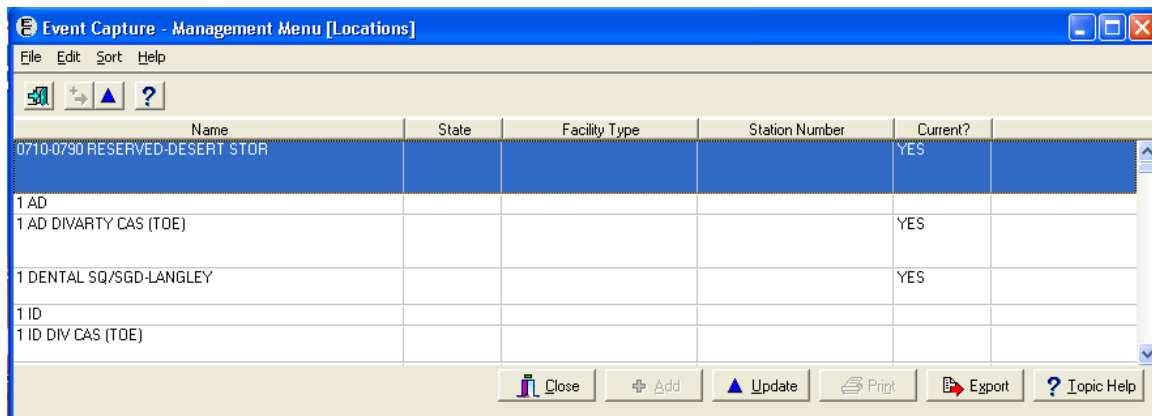 Event Capture - Management Menu [Locations]
File Edit Sort Help
Name State Facility Type Station Number Current?
0710-0790 RESERVED-DESERT STOR YES
1 AD
1 AD DIVARTY CAS (TOE) YES
1 DENTAL SQ/SGD-LANGLEY YES
1 ID
1 ID DIV CAS (TOE)
Close Add Update Print Export ? Topic Help